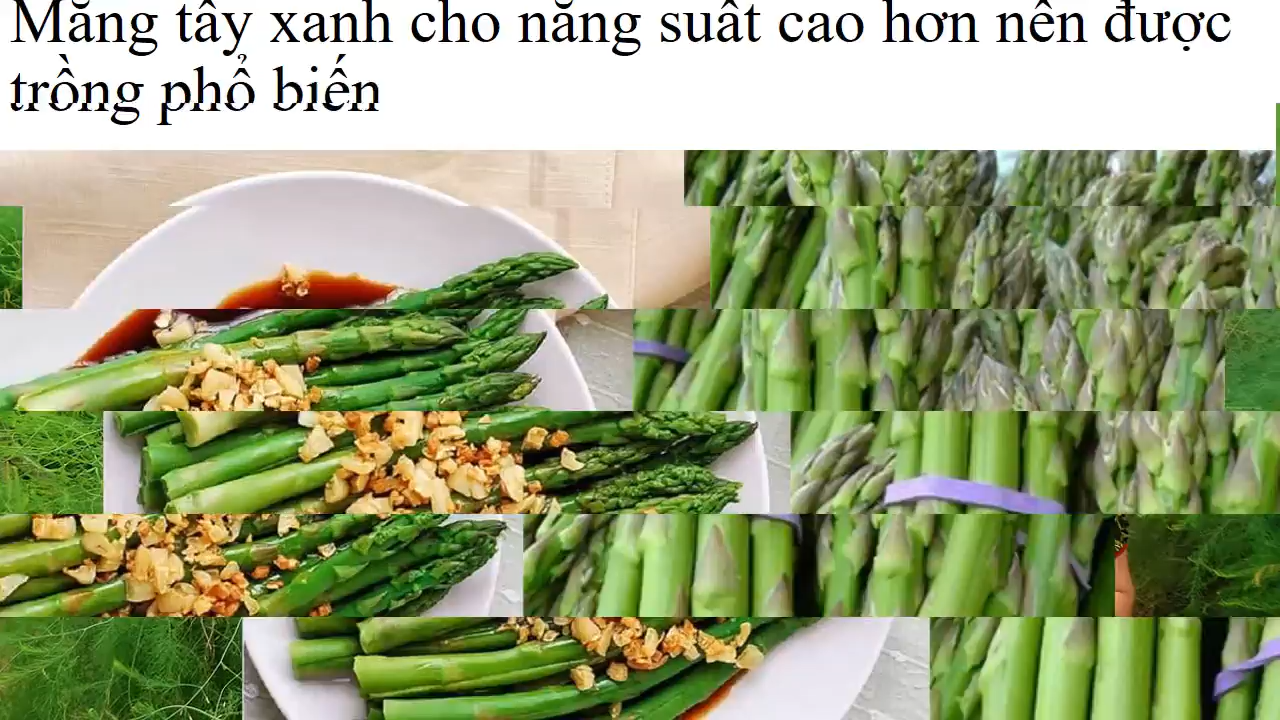 Măng tây xanh cho năng suất cao hơn nên được
trồng phổ biến